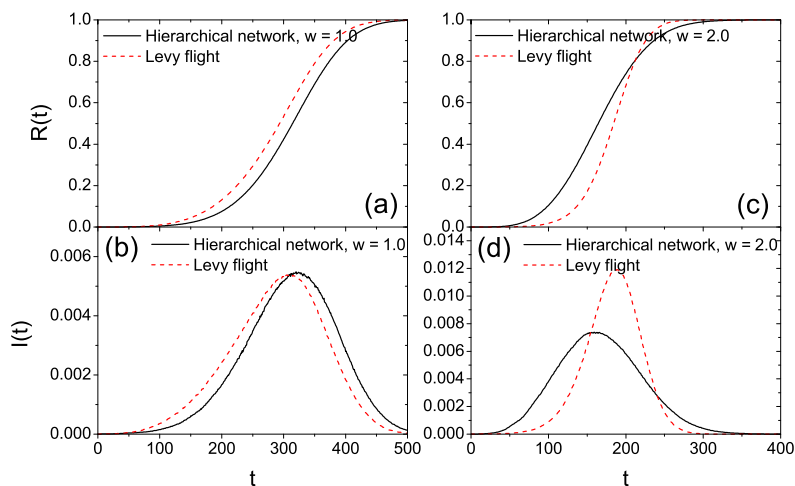 1.0
0.8
0.6
0.4
0.2
0.0
R(t)
Hierarchical network, w = 1.0
Levy flight
(a)
1.0
0.8
0.6
0.4
0.2
0.0
Hierarchical network, w = 2.0
Levy flight
(c)
0.006
0.004
0.002
0.000
I(t)
(b)
Hierarchical network, w = 1.0
Levy flight
0 100 200 300 400 500
t
0.014
0.012
0.010
0.008
0.006
0.004
0.002
0.000
(d)
Hierarchical network, w = 2.0
Levy flight
0 100 200 300 400
t